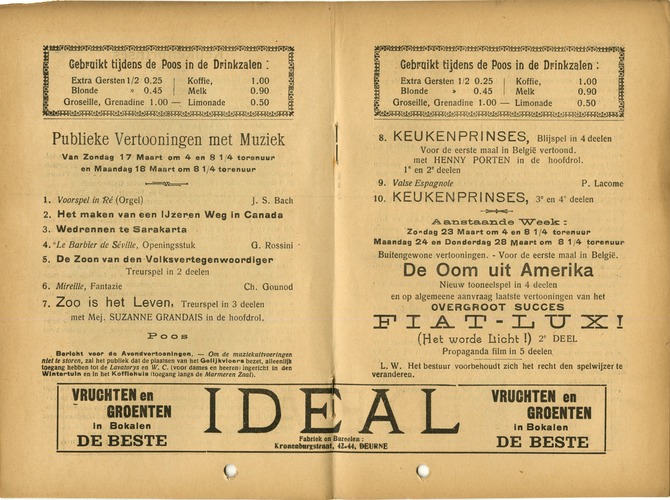 Gebruikt tijdens de Poos in de Drinkzalen :
Extra Gersten 1/2 0.25 | Koffie, 1.00
Blonde » 0.45 | Melk 0.90
Groseille, Grenadine 1.00 — Limonade 0.50
Publieke Vertooningen met Muziek
Van Zondag 17 Maart om 4 en 8 1/4 torenuur
en Maandag 18 Maart om 8 1/4 torenuur
1. Voorspel in Ré (Orgel) J. S. Bach
2. Het maken van een IJzeren Weg in Canada
3. Wedrennen te Sarakarta
4. Le Barbier de Séville, Openingsstuk G. Rossini
5. De Zoon van den Volksvertegenwoordiger
Treurspel in 2 deelen
6. Mireille, Fantazie Ch. Gounod
7. Zoo is het Leven, Treurspel in 3 deelen
met Mej. SUZANNE GRANDAIS in de hoofdrol.
Poos
Bericht voor de Avondvertooningen. — Om de muziekuitvoeringen
niet te storen, zal het publiek dat de plaatsen van het Gelijkvloers bezet, alleenlijk
toegang hebben tot de Lavatorys en W. C. (voor dames en heeren) ingericht in den
Wintertuin en in het Koffiehuis (toegang langs de Marmeren Zaal).
Gebruikt tijdens de Poos in de Drinkzalen :
Extra Gersten 1/2 0.25 | Koffie, 1.00
Blonde » 0.45 | Melk 0.90
Groseille, Grenadine 1.00 — Limonade 0.50
8. KEUKENPRINSES, Blijspel in 4 deelen
Voor de eerste maal in België vertoond.
met HENNY PORTEN in de hoofdrol.
1e en 2e deelen
9. Valse Espagnole P. Lacome
10. KEUKENPRINSES, 3e en 4e deelen
Aanstaande Week :
Zondag 23 Maart om 4 en 8 1/4 torenuur
Maandag 24 en Donderdag 28 Maart om 8 1/4 torenuur
Buitengewone vertooningen. - Voor de eerste maal in België.
De Oom uit Amerika
Nieuw tooneelspel in 4 deelen
en op algemeene aanvraag laatste vertooningen van het
OVERGROOT SUCCES
FIAT-LUX!
(Het worde Licht !) 2e DEEL
Propaganda film in 5 deelen
L. W. Het bestuur voorbehoudt zich het recht den spelwijzer te
veranderen.
VRUCHTEN en
GROENTEN
in Bokalen
DE BESTE
IDEAL
Fabriek en Bureelen :
Kronenburgstraat, 42-44, DEURNE
VRUCHTEN en
GROENTEN
in Bokalen
DE BESTE